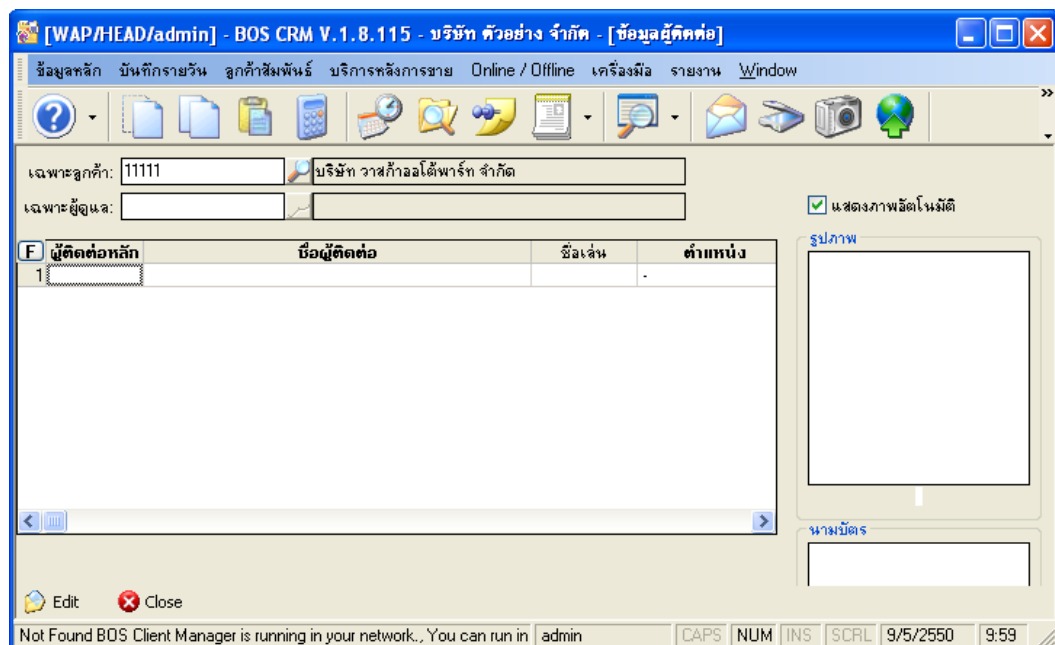 [WAP/HEAD/admin] - BOS CRM V.1.8.115 - บริษัท ตัวอย่าง จำกัด - [ข้อมูลผู้ติดต่อ]
ข้อมูลหลัก บันทึกรายวัน ลูกค้าสัมพันธ์ บริการหลังการขาย Online / Offline เครื่องมือ รายงาน Window
เฉพาะลูกค้า: 11111 บริษัท วาสก้าออโต้พาร์ท จำกัด
เฉพาะผู้ดูแล:
แสดงภาพอัตโนมัติ
F ผู้ติดต่อหลัก ชื่อผู้ติดต่อ ชื่อเล่น ตำแหน่ง
1 -
รูปภาพ
นามบัตร
Edit Close
Not Found BOS Client Manager is running in your network., You can run in admin CAPS NUM INS SCRL 9/5/2550 9:59